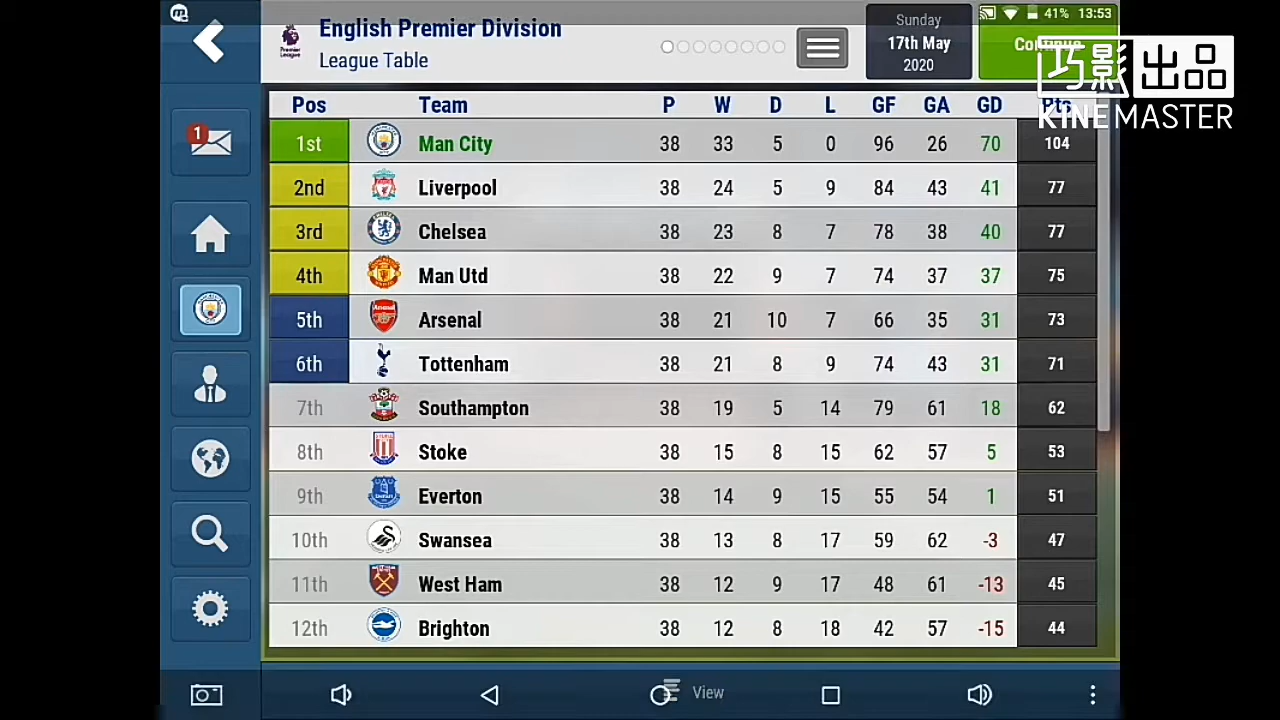 41% 13:53
English Premier Division
League Table
Sunday
17th May
2020
Continue
巧影出品
KINEMASTER
1
Premier
League
Pos Team P W D L GF GA GD Pts
1st Man City 38 33 5 0 96 26 70 104
2nd Liverpool 38 24 5 9 84 43 41 77
3rd Chelsea 38 23 8 7 78 38 40 77
4th Man Utd 38 22 9 7 74 37 37 75
5th Arsenal 38 21 10 7 66 35 31 73
6th Tottenham 38 21 8 9 74 43 31 71
7th Southampton 38 19 5 14 79 61 18 62
8th Stoke 38 15 8 15 62 57 5 53
9th Everton 38 14 9 15 55 54 1 51
10th Swansea 38 13 8 17 59 62 -3 47
11th West Ham 38 12 9 17 48 61 -13 45
12th Brighton 38 12 8 18 42 57 -15 44
View